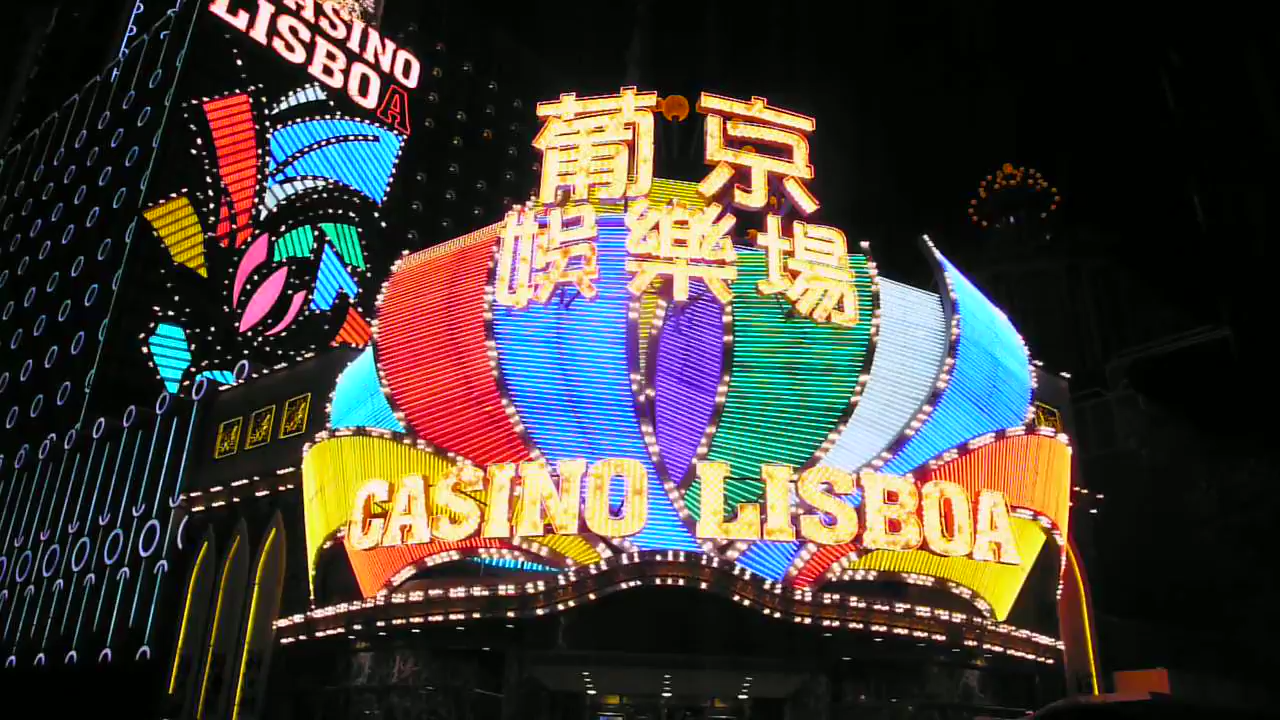 CASINO
LISBOA
葡京
娛樂場
CASINO LISBOA